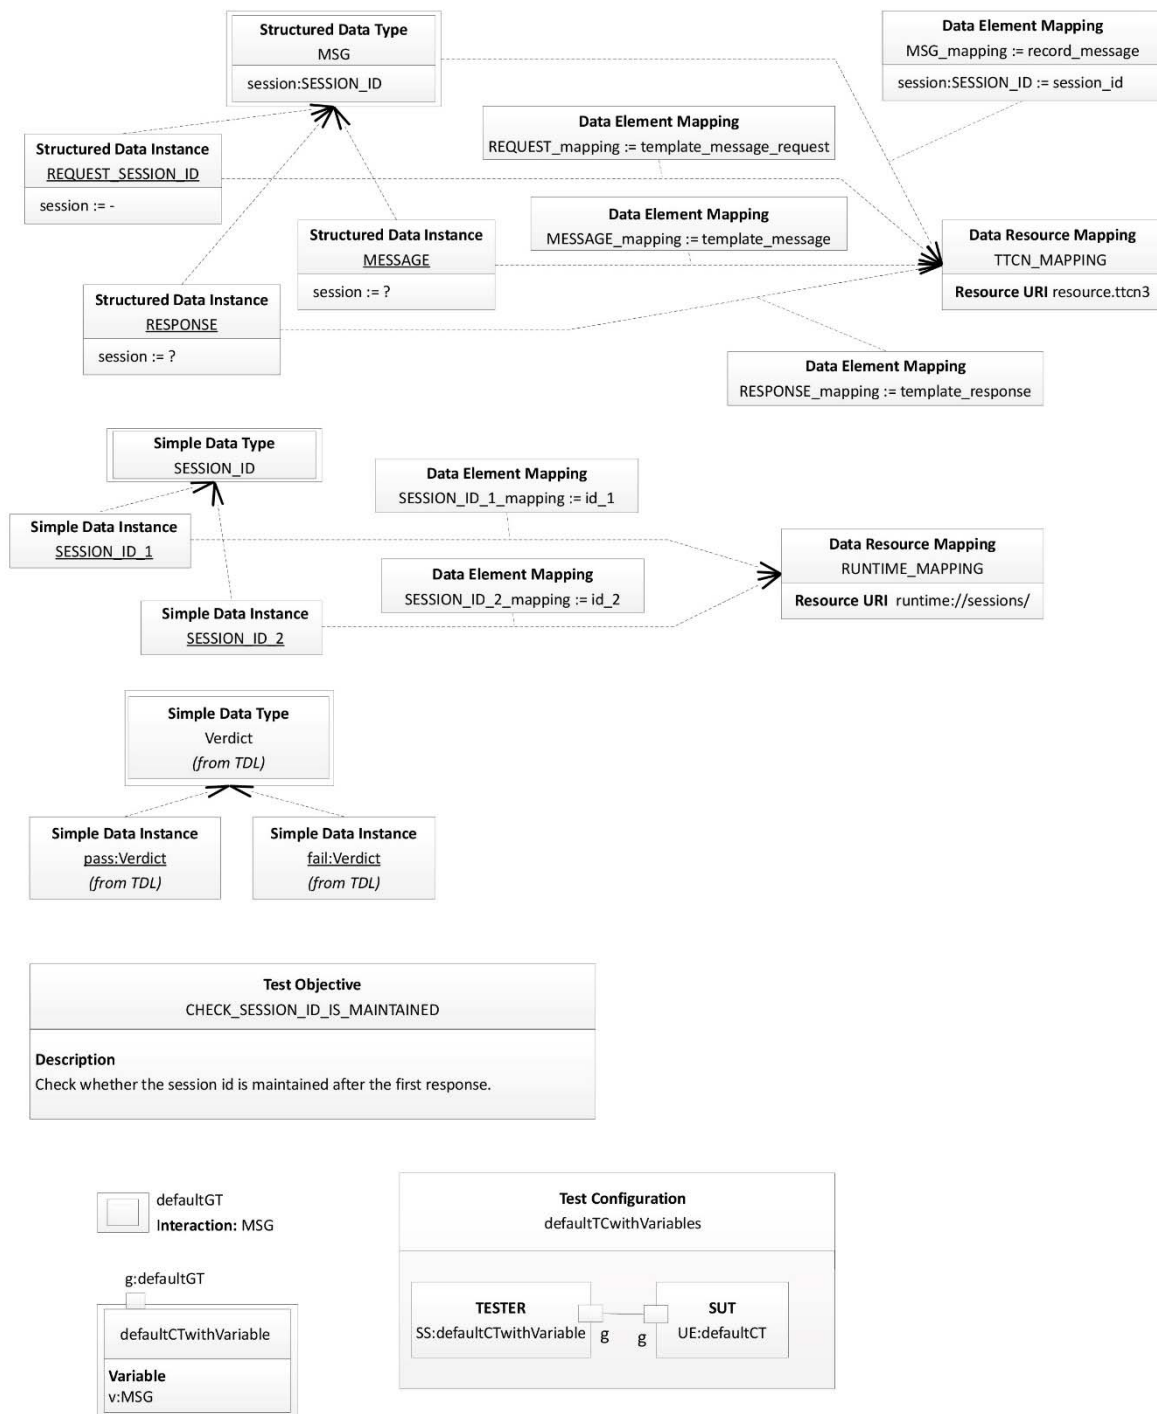 Structured Data Type
MSG
session:SESSION_ID
Data Element Mapping
MSG_mapping := record_message
session:SESSION_ID := session_id
Data Element Mapping
REQUEST_mapping := template_message_request
Structured Data Instance
REQUEST_SESSION_ID
session := -
Data Element Mapping
MESSAGE_mapping := template_message
Structured Data Instance
MESSAGE
session := ?
Data Resource Mapping
TTCN_MAPPING
Resource URI resource.ttcn3
Structured Data Instance
RESPONSE
session := ?
Data Element Mapping
RESPONSE_mapping := template_response
Simple Data Type
SESSION_ID
Data Element Mapping
SESSION_ID_1_mapping := id_1
Simple Data Instance
SESSION_ID_1
Data Resource Mapping
RUNTIME_MAPPING
Resource URI runtime://sessions/
Data Element Mapping
SESSION_ID_2_mapping := id_2
Simple Data Instance
SESSION_ID_2
Simple Data Type
Verdict
(from TDL)
Simple Data Instance
pass:Verdict
(from TDL)
Simple Data Instance
fail:Verdict
(from TDL)
Test Objective
CHECK_SESSION_ID_IS_MAINTAINED
Description
Check whether the session id is maintained after the first response.
defaultGT
Interaction: MSG
g:defaultGT
defaultCTwithVariable
Variable
v:MSG
Test Configuration
defaultTCwithVariables
TESTER
SS:defaultCTwithVariable
g
g
SUT
UE:defaultCT